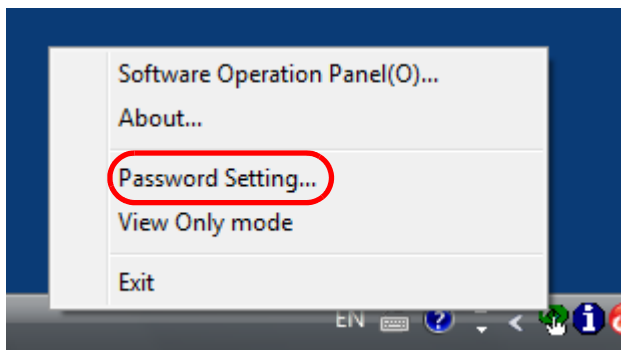 Software Operation Panel(O)...
About...
Password Setting...
View Only mode
Exit
EN